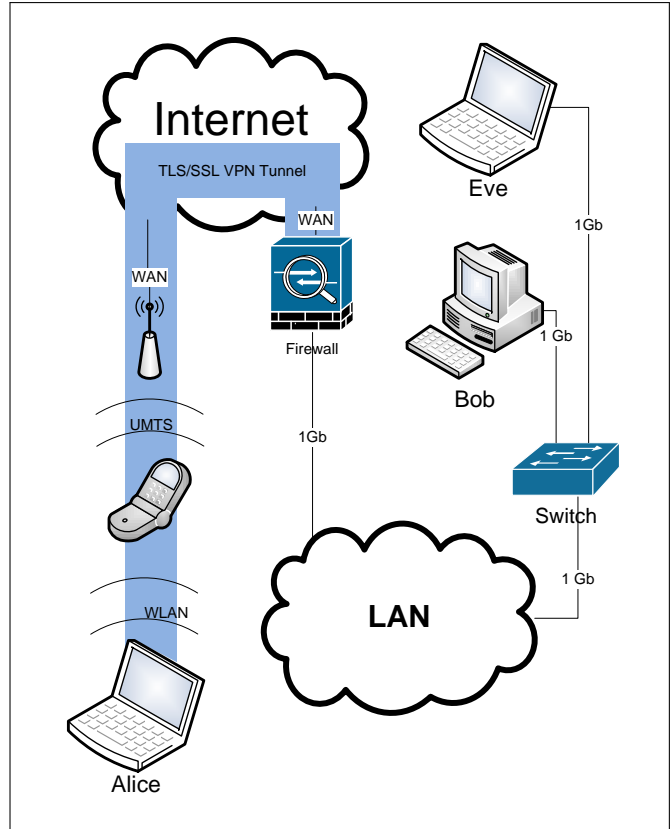 Internet
TLS/SSL VPN Tunnel
WAN
WAN
Firewall
UMTS
WLAN
Alice
1Gb
LAN
Eve
1Gb
1 Gb
Bob
Switch
1 Gb